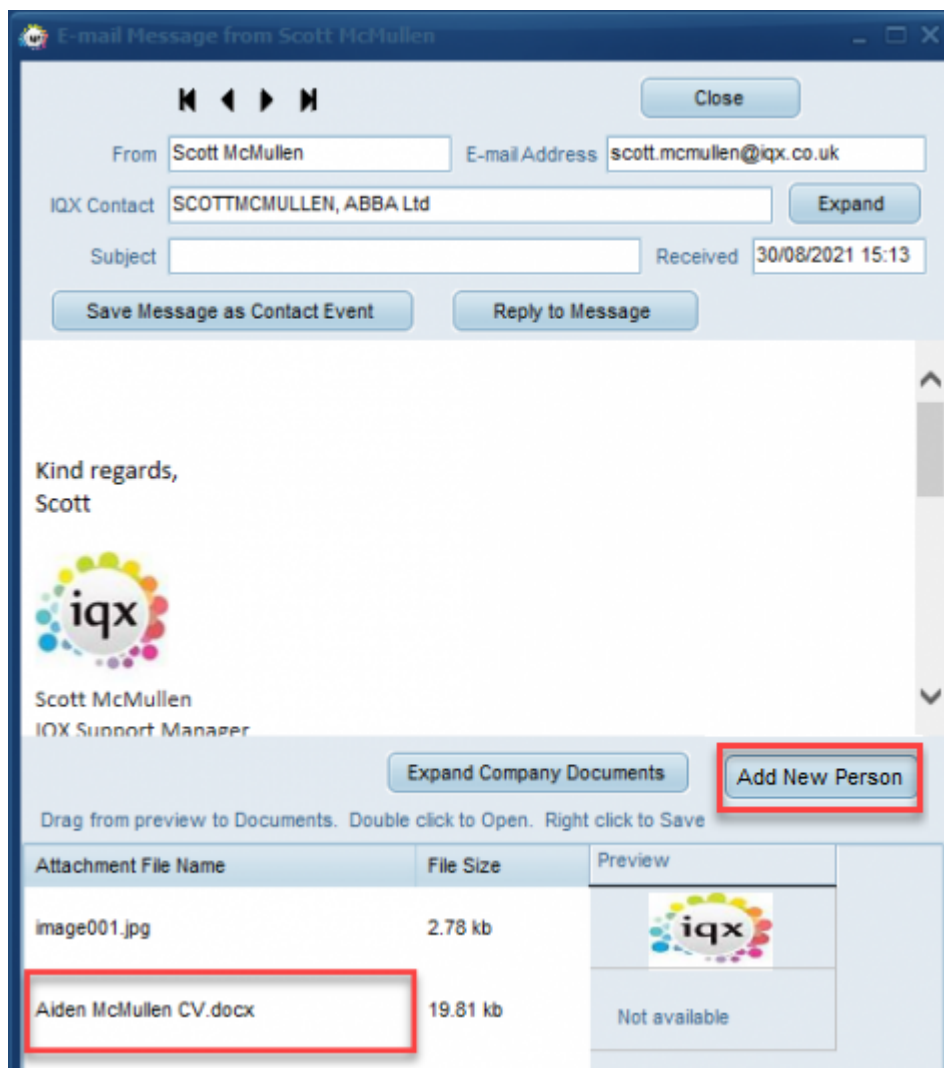 E-mail Message from Scott McMullen
Close
From Scott McMullen E-mail Address scott.mcmullen@iqx.co.uk
IQX Contact SCOTTMCMULLEN, ABBA Ltd Expand
Subject Received 30/08/2021 15:13
Save Message as Contact Event Reply to Message
Kind regards,
Scott
iqx
Scott McMullen
IQX Support Manager
Expand Company Documents Add New Person
Drag from preview to Documents. Double click to Open. Right click to Save
Attachment File Name File Size Preview
image001.jpg 2.78 kb iqx
Aiden McMullen CV.docx 19.81 kb Not available